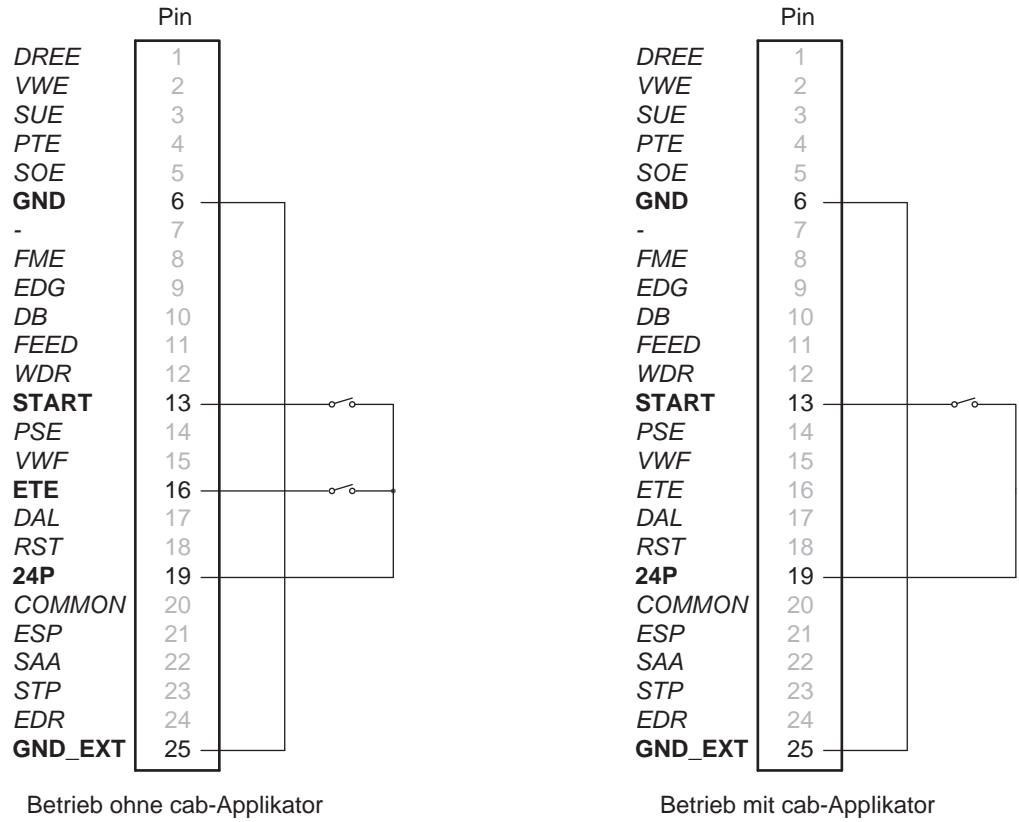 Pin
DREE 1
VWE 2
SUE 3
PTE 4
SOE 5
GND 6
- 7
FME 8
EDG 9
DB 10
FEED 11
WDR 12
START 13
PSE 14
VWF 15
ETE 16
DAL 17
RST 18
24P 19
COMMON 20
ESP 21
SAA 22
STP 23
EDR 24
GND_EXT 25
Betrieb ohne cab-Applikator
Pin
DREE 1
VWE 2
SUE 3
PTE 4
SOE 5
GND 6
- 7
FME 8
EDG 9
DB 10
FEED 11
WDR 12
START 13
PSE 14
VWF 15
ETE 16
DAL 17
RST 18
24P 19
COMMON 20
ESP 21
SAA 22
STP 23
EDR 24
GND_EXT 25
Betrieb mit cab-Applikator